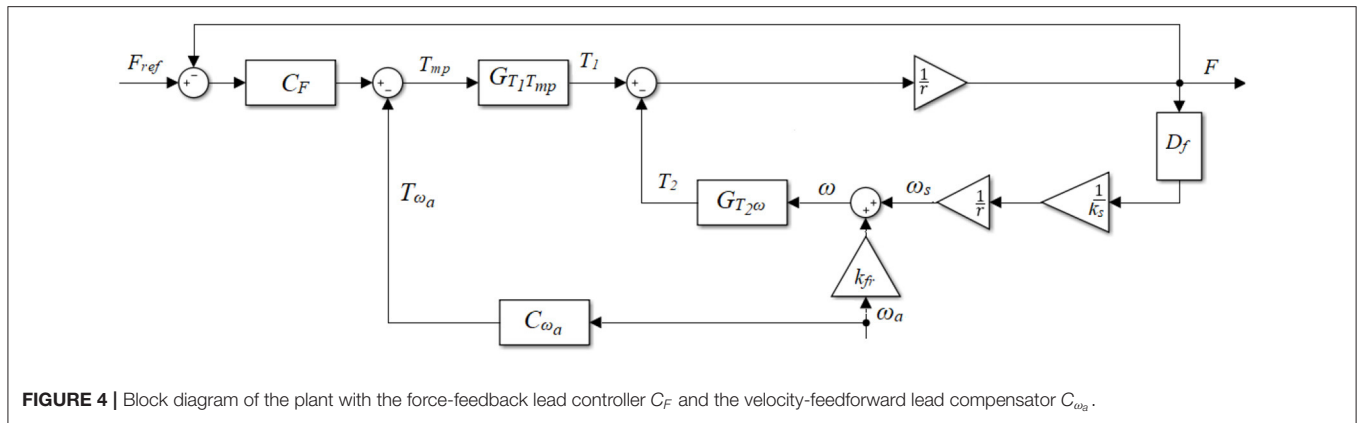 F_ref
-
C_F
+
-
T_mp
G_T1Tmp
T_1
+
-
1/r
F
D_f
T_ωa
T_2
G_T2ω
ω
+
+
ω_s
1/r
1/k_s
k_fr
C_ωa
ω_a
FIGURE 4 | Block diagram of the plant with the force-feedback lead controller C_F and the velocity-feedforward lead compensator C_ωa.